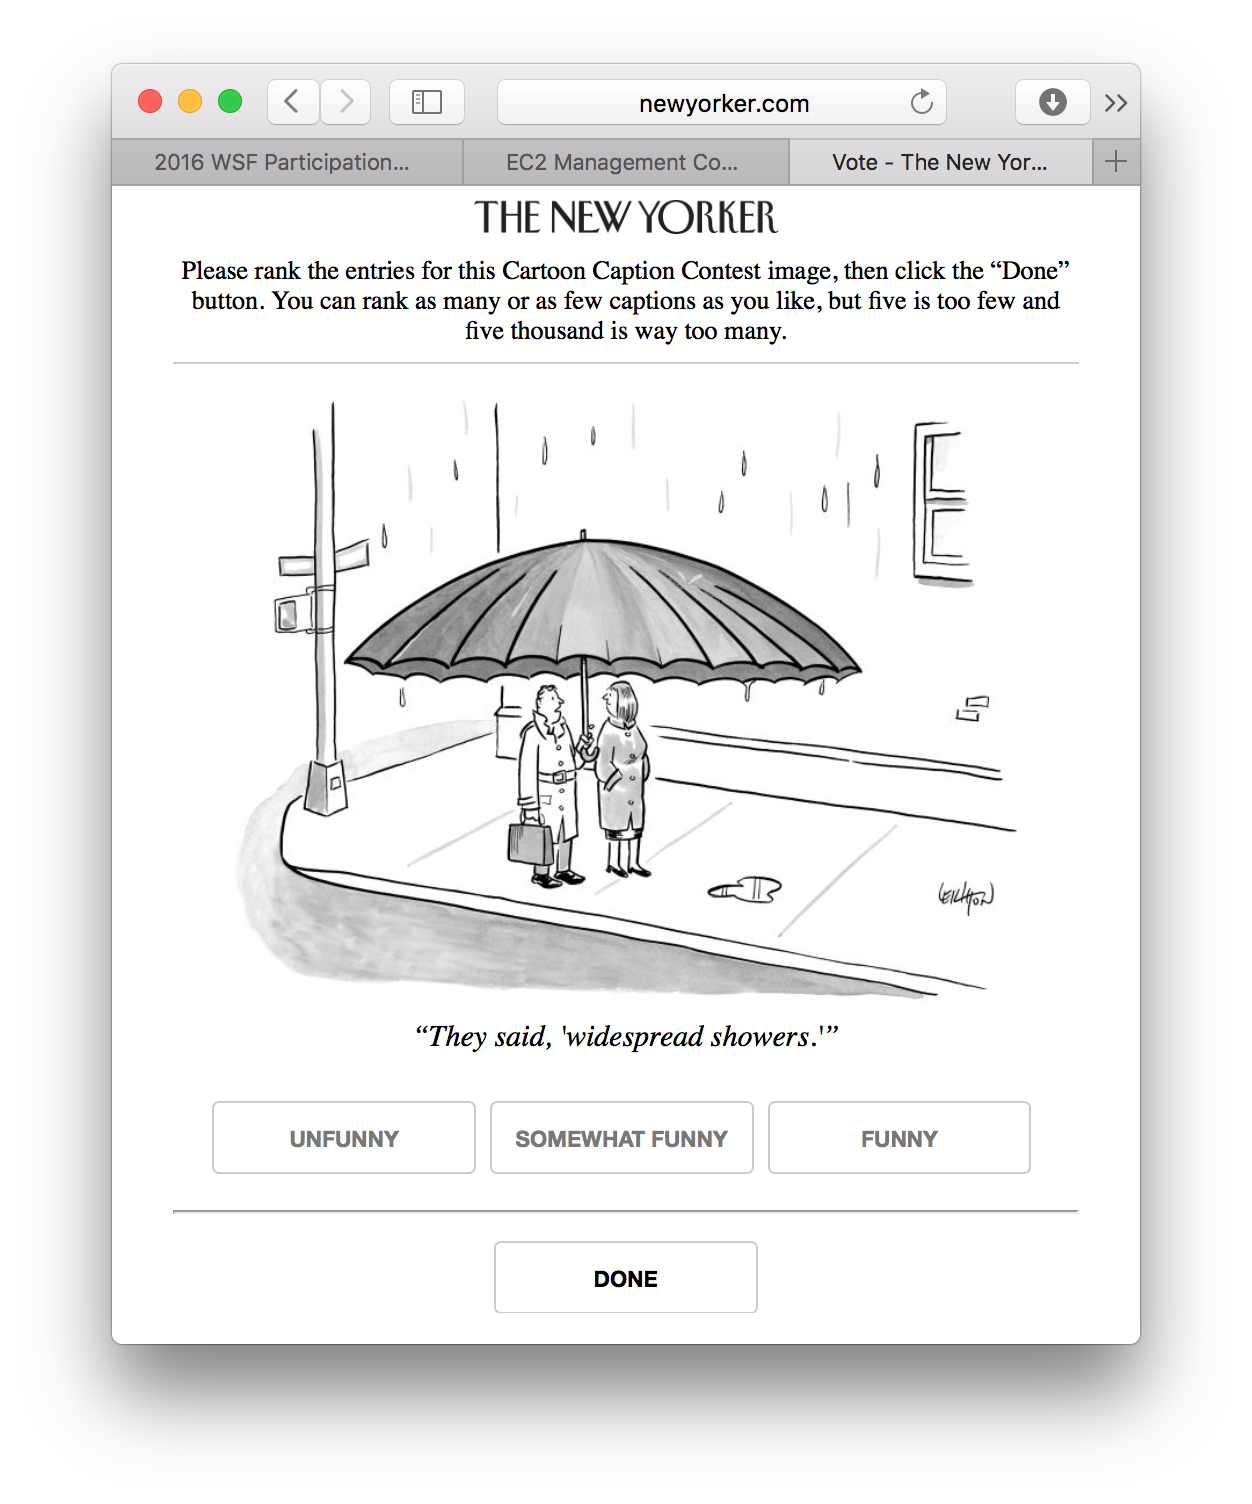 newyorker.com
2016 WSF Participation...
EC2 Management Co...
Vote - The New Yor...
THE NEW YORKER
Please rank the entries for this Cartoon Caption Contest image, then click the “Done”
button. You can rank as many or as few captions as you like, but five is too few and
five thousand is way too many.
LEIGHTON
“They said, 'widespread showers.'”
UNFUNNY
SOMEWHAT FUNNY
FUNNY
DONE